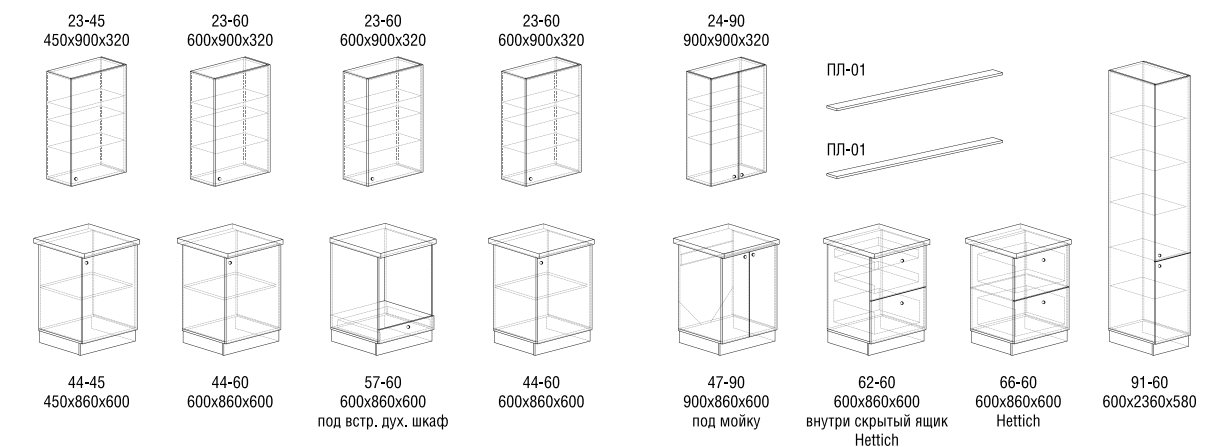 23-45
450x900x320
23-60
600x900x320
23-60
600x900x320
23-60
600x900x320
24-90
900x900x320
ПЛ-01
ПЛ-01
44-45
450x860x600
44-60
600x860x600
57-60
600x860x600
под встр. дух. шкаф
44-60
600x860x600
47-90
900x860x600
под мойку
62-60
600x860x600
внутри скрытый ящик
Hettich
66-60
600x860x600
Hettich
91-60
600x2360x580